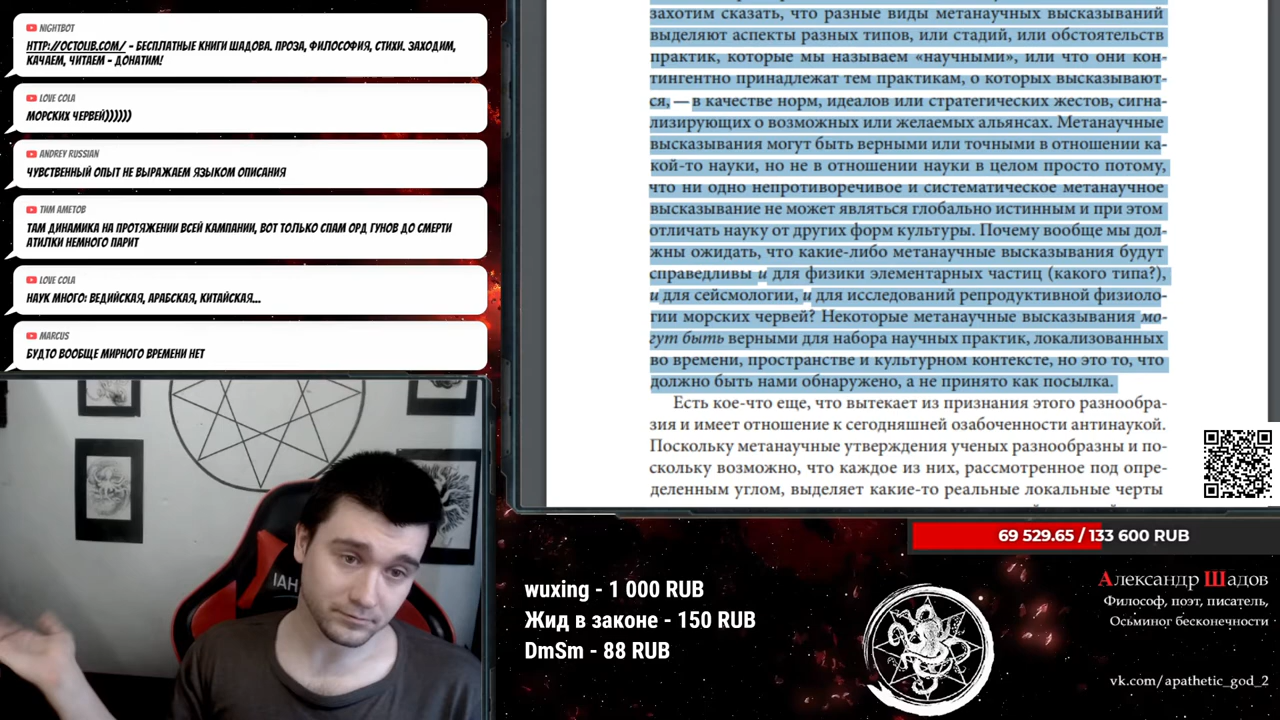 NIGHTBOT
HTTP://OCTOLIB.COM/ - БЕСПЛАТНЫЕ КНИГИ ШАДОВА. ПРОЗА, ФИЛОСОФИЯ, СТИХИ. ЗАХОДИМ,
КАЧАЕМ, ЧИТАЕМ - ДОНАТИМ!
LOVE COLA
МОРСКИХ ЧЕРВЕЙ))))))
ANDREY RUSSIAN
ЧУВСТВЕННЫЙ ОПЫТ НЕ ВЫРАЖАЕМ ЯЗЫКОМ ОПИСАНИЯ
ТИМ АМЕТОВ
ТАМ ДИНАМИКА НА ПРОТЯЖЕНИИ ВСЕЙ КАМПАНИИ, ВОТ ТОЛЬКО СПАМ ОРД ГУНОВ ДО СМЕРТИ
АТИЛКИ НЕМНОГО ПАРИТ
LOVE COLA
НАУК МНОГО: ВЕДИЙСКАЯ, АРАБСКАЯ, КИТАЙСКАЯ...
MARCUS
БУДТО ВООБЩЕ МИРНОГО ВРЕМЕНИ НЕТ
захотим сказать, что разные виды метанаучных высказываний
выделяют аспекты разных типов, или стадий, или обстоятельств
практик, которые мы называем «научными», или что они кон-
тингентно принадлежат тем практикам, о которых высказывают-
ся, — в качестве норм, идеалов или стратегических жестов, сигна-
лизирующих о возможных или желаемых альянсах. Метанаучные
высказывания могут быть верными или точными в отношении ка-
кой-то науки, но не в отношении науки в целом просто потому,
что ни одно непротиворечивое и систематическое метанаучное
высказывание не может являться глобально истинным и при этом
отличать науку от других форм культуры. Почему вообще мы дол-
жны ожидать, что какие-либо метанаучные высказывания будут
справедливы и для физики элементарных частиц (какого типа?),
и для сейсмологии, и для исследований репродуктивной физиоло-
гии морских червей? Некоторые метанаучные высказывания мо-
гут быть верными для набора научных практик, локализованных
во времени, пространстве и культурном контексте, но это то, что
должно быть нами обнаружено, а не принято как посылка.
Есть кое-что еще, что вытекает из признания этого разнообра-
зия и имеет отношение к сегодняшней озабоченности антинаукой.
Поскольку метанаучные утверждения ученых разнообразны и по-
скольку возможно, что каждое из них, рассмотренное под опре-
деленным углом, выделяет какие-то реальные локальные черты
69 529.65 / 133 600 RUB
wuxing - 1 000 RUB
Жид в законе - 150 RUB
DmSm - 88 RUB
Александр Шадов
Философ, поэт, писатель,
Осьминог бесконечности
vk.com/apathetic_god_2